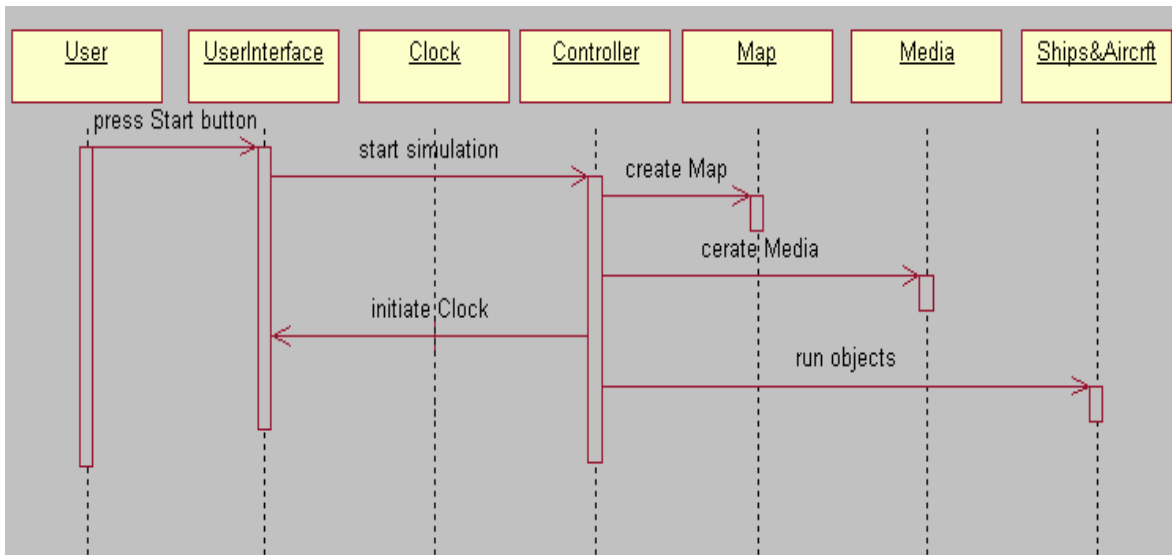 User
UserInterface
Clock
Controller
Map
Media
Ships&Aircrft
press Start button
start simulation
create Map
cerate Media
initiate Clock
run objects